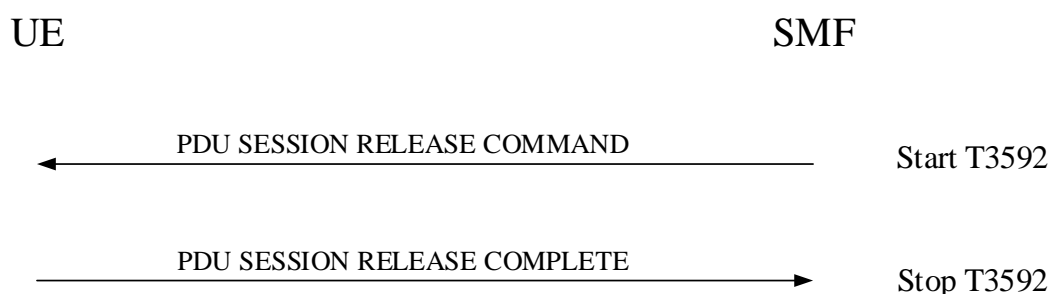 UE
SMF
PDU SESSION RELEASE COMMAND
Start T3592
PDU SESSION RELEASE COMPLETE
Stop T3592